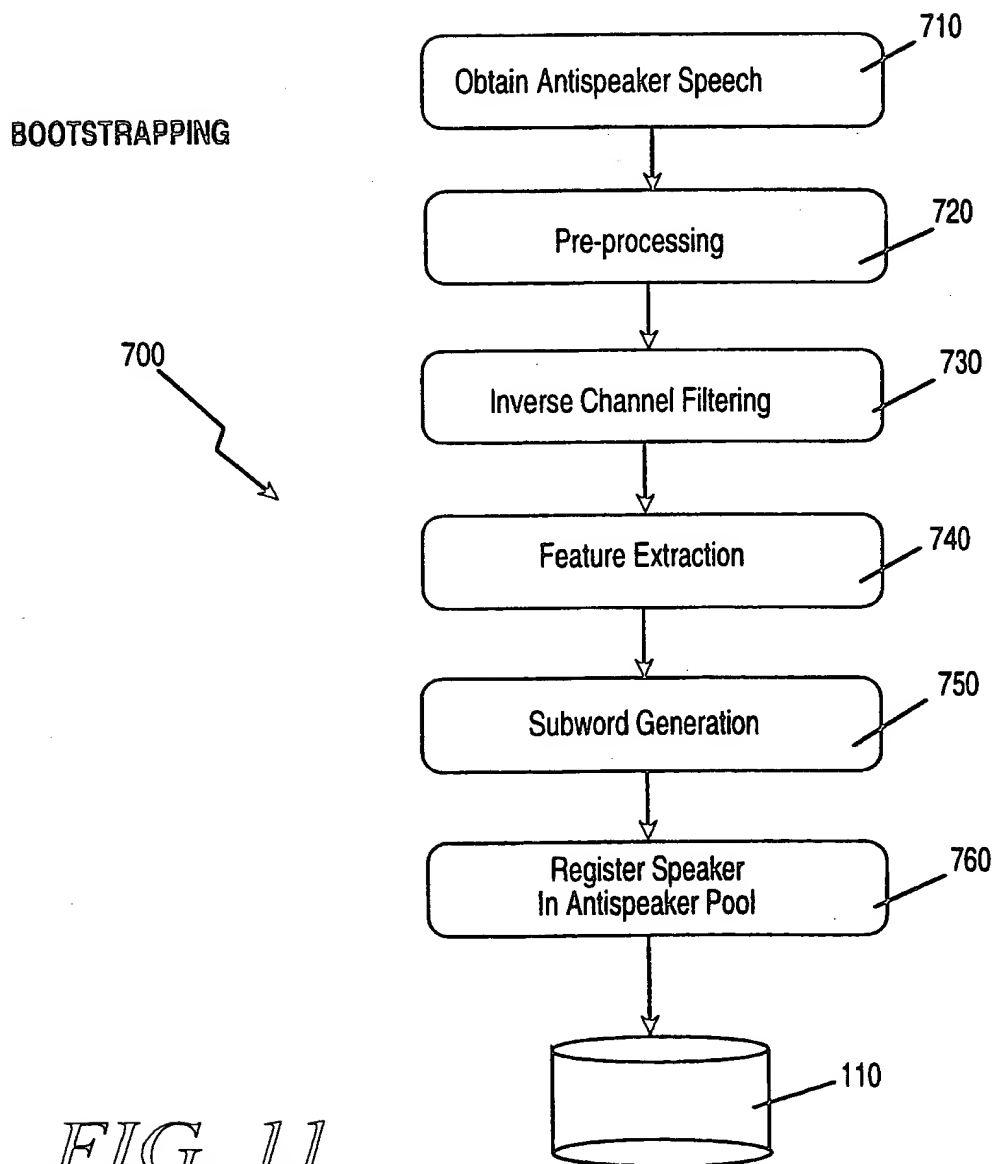 710
Obtain Antispeaker Speech
BOOTSTRAPPING
720
Pre-processing
700
730
Inverse Channel Filtering
740
Feature Extraction
750
Subword Generation
760
Register Speaker
In Antispeaker Pool
110
FIG. 11